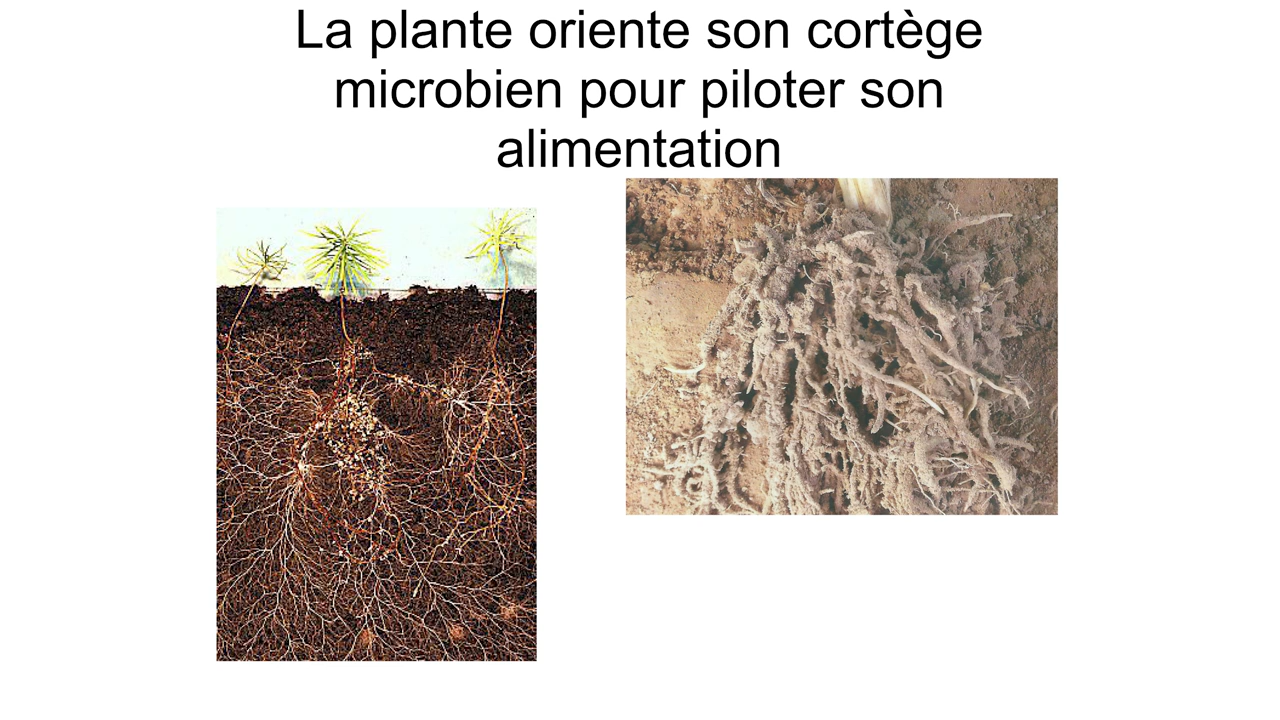 La plante oriente son cortège
microbien pour piloter son
alimentation